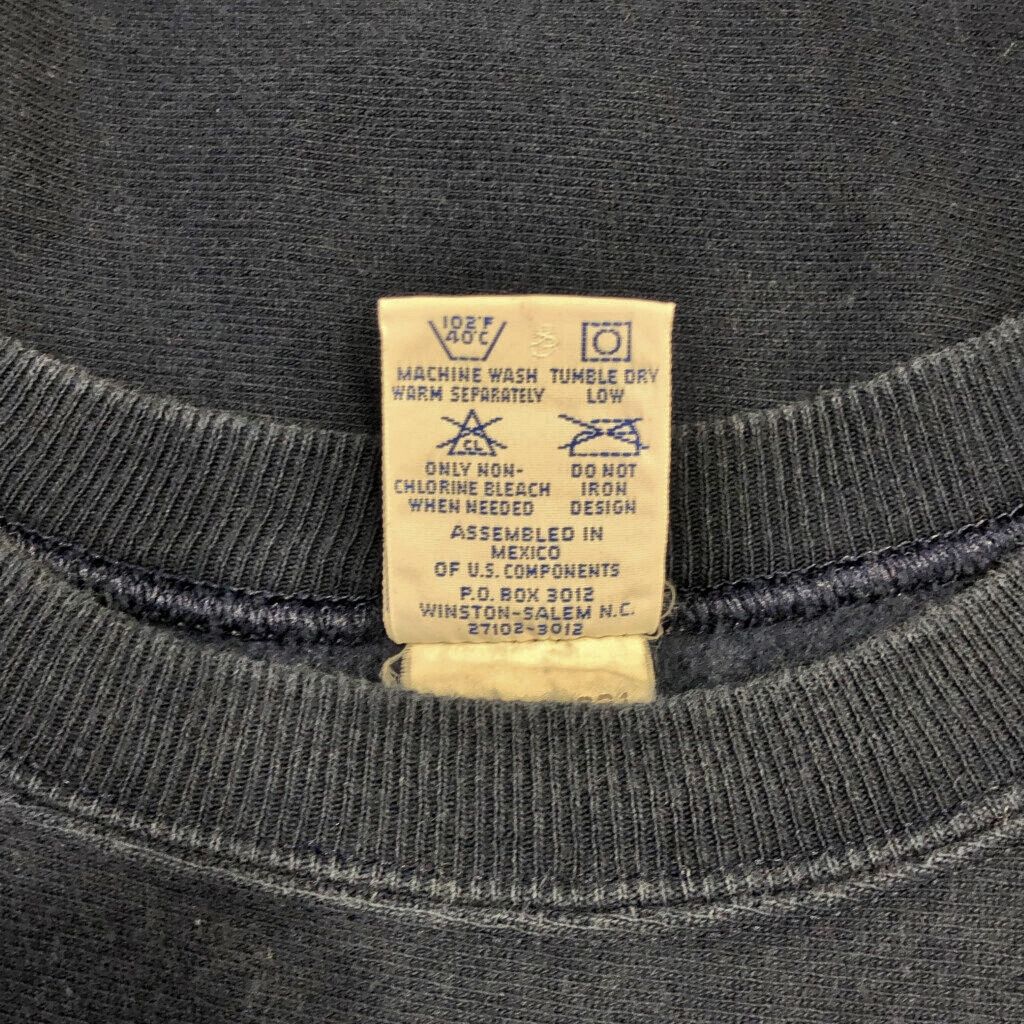 102°F
40°C
MACHINE WASH TUMBLE DRY
WARM SEPARATELY LOW
CL
ONLY NON- DO NOT
CHLORINE BLEACH IRON
WHEN NEEDED DESIGN
ASSEMBLED IN
MEXICO
OF U.S. COMPONENTS
P.O. BOX 3012
WINSTON-SALEM N.C.
27102-3012